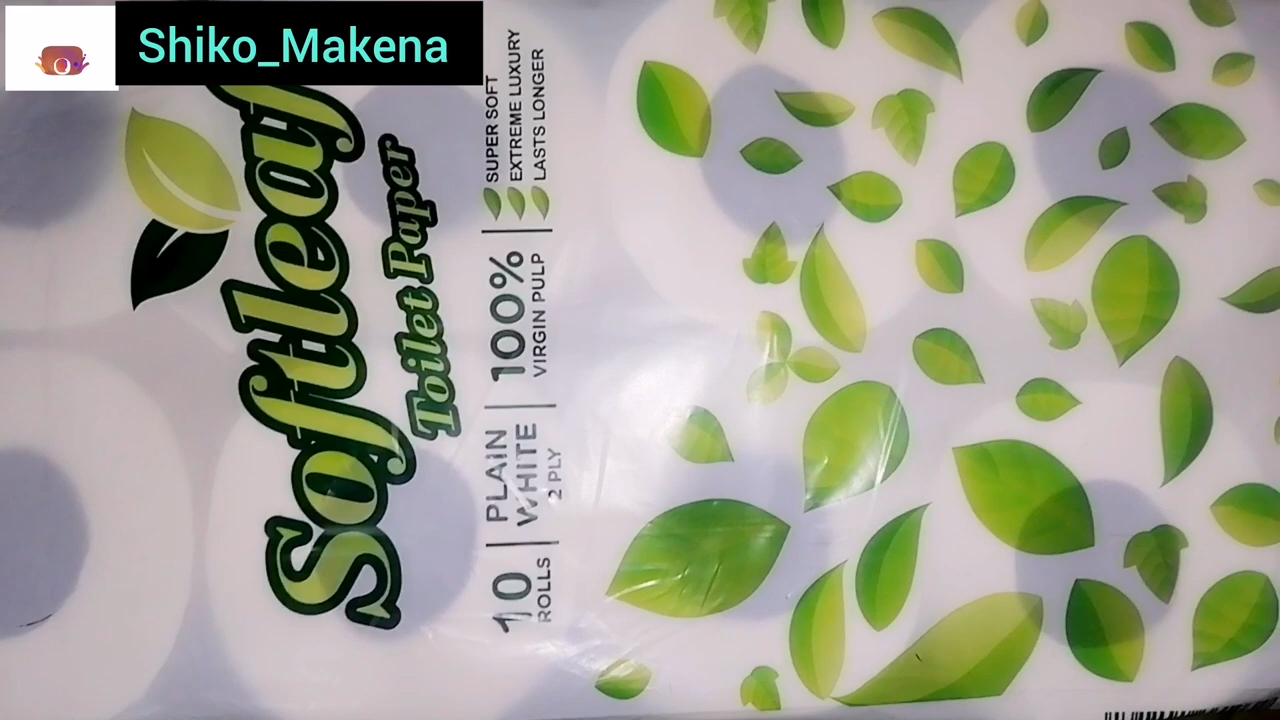 Shiko_Makena
Softleaf
Toilet Paper
10
ROLLS
PLAIN
WHITE
2 PLY
100%
VIRGIN PULP
SUPER SOFT
EXTREME LUXURY
LASTS LONGER